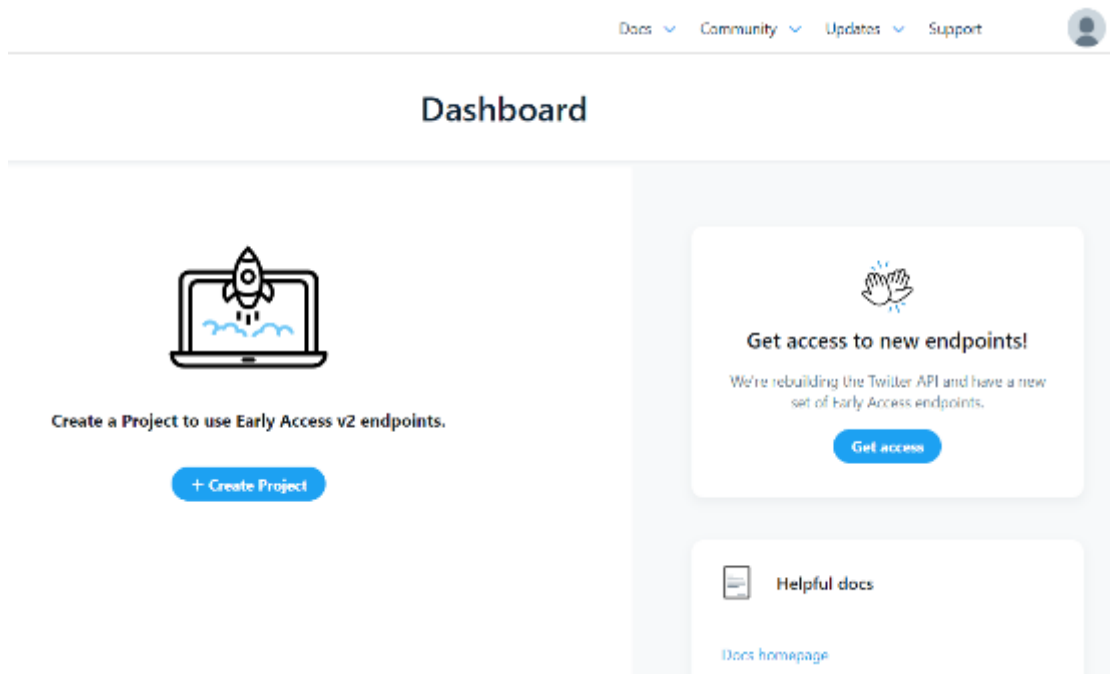 Docs Community Updates Support
Dashboard
Create a Project to use Early Access v2 endpoints.
+ Create Project
Get access to new endpoints!
We're rebuilding the Twitter API and have a new
set of Early Access endpoints.
Get access
Helpful docs
Docs homepage